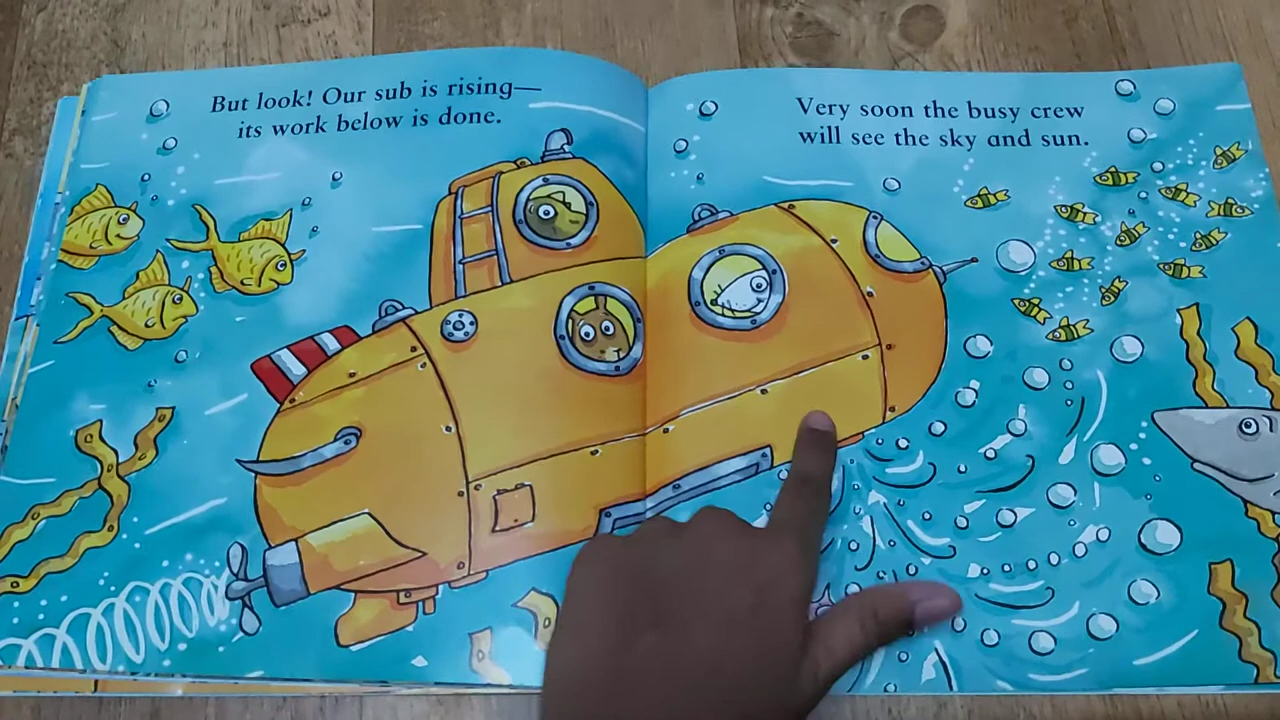 But look! Our sub is rising—
its work below is done.
Very soon the busy crew
will see the sky and sun.